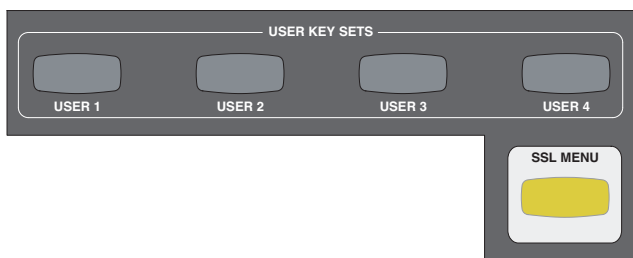 USER KEY SETS
USER 1 USER 2 USER 3 USER 4
SSL MENU